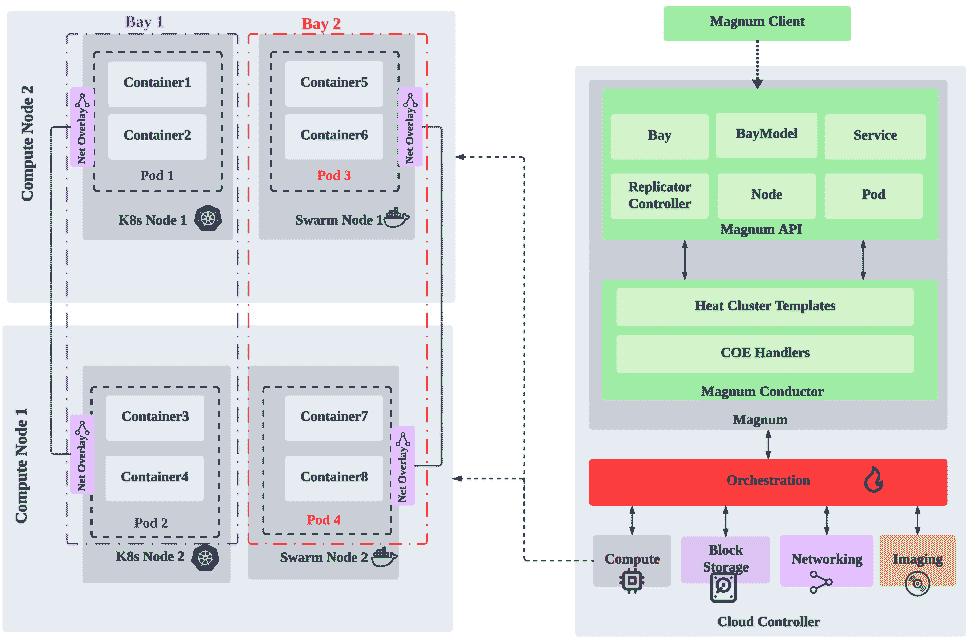 Bay 1
Bay 2
Compute Node 2
Container1
Container2
Net Overlay
Pod 1
K8s Node 1
Container5
Container6
Net Overlay
Pod 3
Swarm Node 1
Compute Node 1
Container3
Container4
Net Overlay
Pod 2
K8s Node 2
Container7
Container8
Net Overlay
Pod 4
Swarm Node 2
Magnum Client
Bay
BayModel
Service
Replicator
Controller
Node
Pod
Magnum API
Heat Cluster Templates
COE Handlers
Magnum Conductor
Magnum
Orchestration
Compute
Block
Storage
Networking
Imaging
Cloud Controller